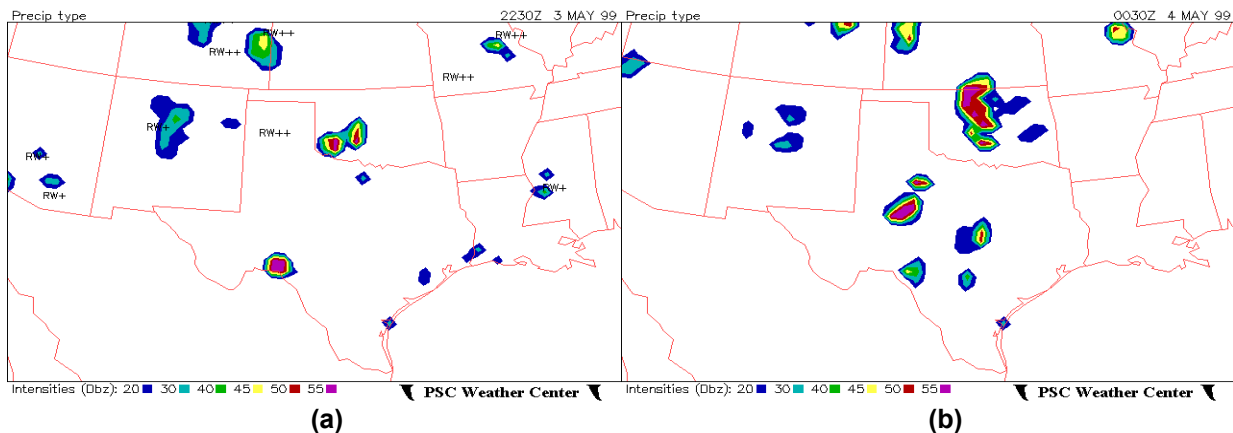 Precip type 2230Z 3 MAY 99
RW++
RW++
RW++
RW++
RW+
RW++
RW+
RW+
RW+
Intensities (Dbz): 20 30 40 45 50 55 PSC Weather Center
(a)
Precip type 0030Z 4 MAY 99
Intensities (Dbz): 20 30 40 45 50 55 PSC Weather Center
(b)